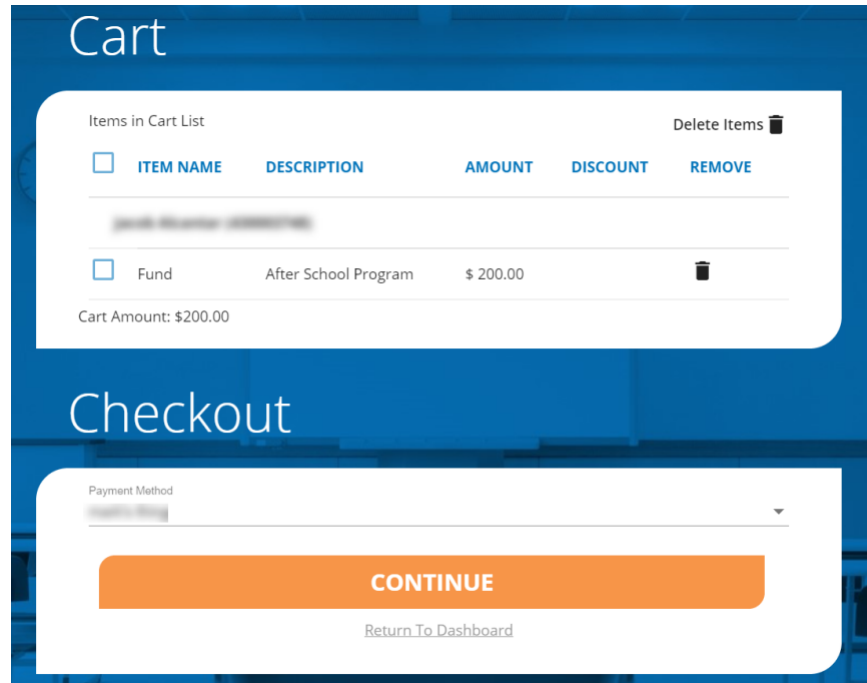 Cart
Items in Cart List
Delete Items
ITEM NAME DESCRIPTION AMOUNT DISCOUNT REMOVE
Fund After School Program $ 200.00
Cart Amount: $200.00
Checkout
Payment Method
CONTINUE
Return To Dashboard